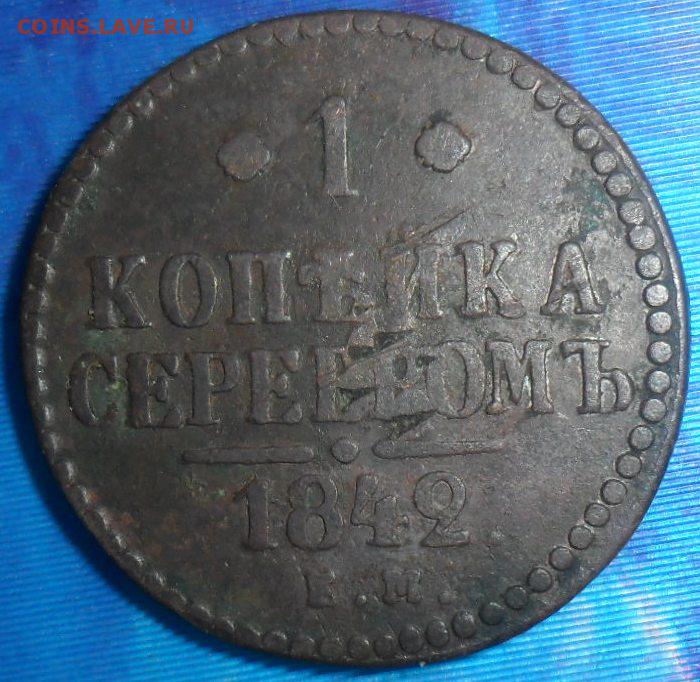 COINS.LAVE.RU
1
КОПѢЙКА
СЕРЕБРОМЪ
1842.
Е.М.